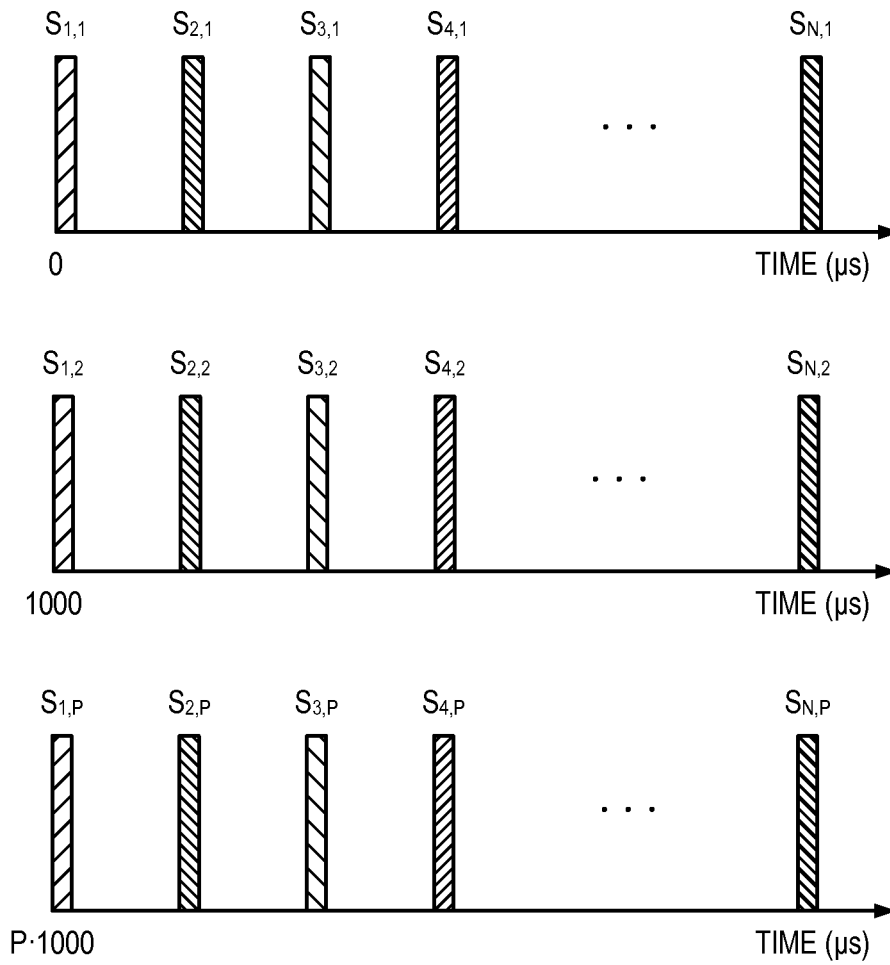 S1,1 S2,1 S3,1 S4,1 SN,1
. . .
0 TIME (µs)
S1,2 S2,2 S3,2 S4,2 SN,2
. . .
1000 TIME (µs)
S1,P S2,P S3,P S4,P SN,P
. . .
P·1000 TIME (µs)